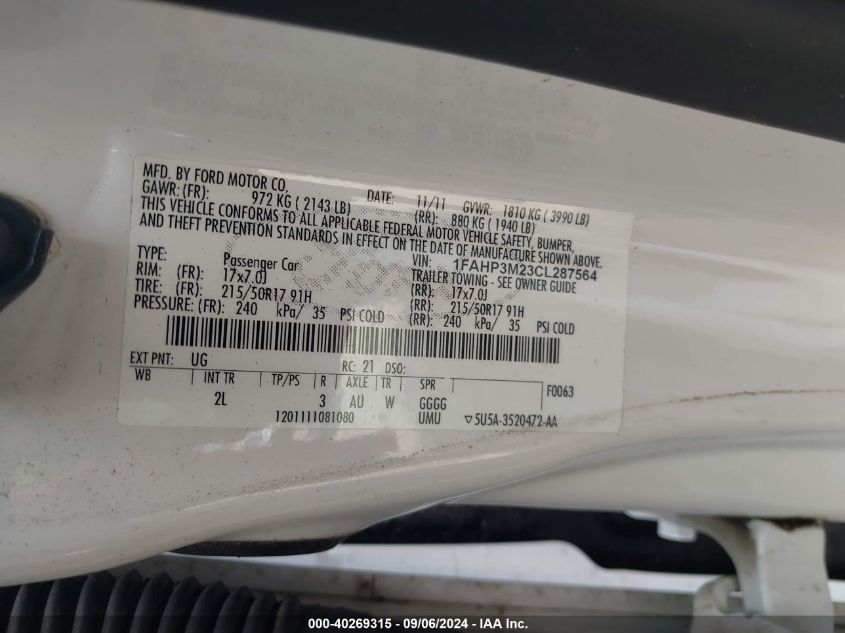 MFD. BY FORD MOTOR CO.
DATE: 11/11 GVWR: 1810 KG ( 3990 LB)
GAWR: (FR): 972 KG ( 2143 LB) (RR): 880 KG ( 1940 LB)
THIS VEHICLE CONFORMS TO ALL APPLICABLE FEDERAL MOTOR VEHICLE SAFETY, BUMPER,
AND THEFT PREVENTION STANDARDS IN EFFECT ON THE DATE OF MANUFACTURE SHOWN ABOVE.
VIN: 1FAHP3M23CL287564
TYPE: Passenger Car TRAILER TOWING - SEE OWNER GUIDE
RIM: (FR) 17x7.0J (RR): 17x7.0J
TIRE: (FR) 215/50R17 91H (RR): 215/50R17 91H
PRESSURE: (FR) 240 kPa/ 35 PSI COLD (RR): 240 kPa/ 35 PSI COLD
EXT PNT: UG RC: 21 DSO:
WB INT TR TP/PS R AXLE TR SPR F0063
2L 3 AU W GGGG
1201111081080 UMU ▽5U5A-3520472-AA
000-40269315 - 09/06/2024 - IAAI.COM